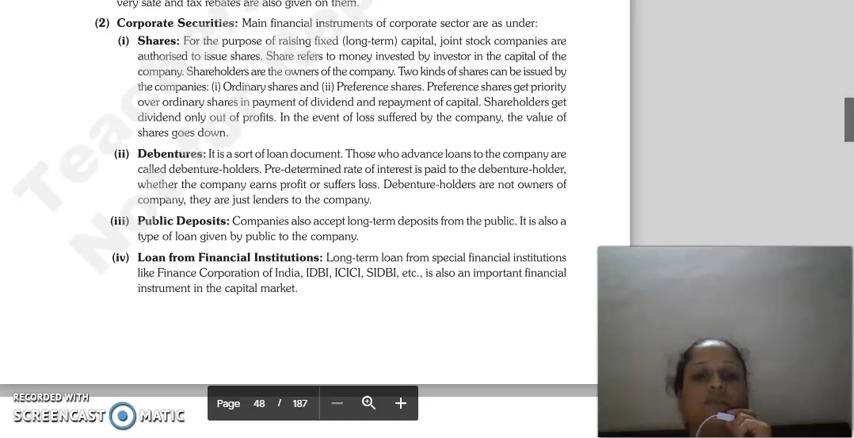 very safe and tax rebates are also given on them.
(2) Corporate Securities: Main financial instruments of corporate sector are as under:
(i) Shares: For the purpose of raising fixed (long-term) capital, joint stock companies are
authorised to issue shares. Share refers to money invested by investor in the capital of the
company. Shareholders are the owners of the company. Two kinds of shares can be issued by
the companies: (i) Ordinary shares and (ii) Preference shares. Preference shares get priority
over ordinary shares in payment of dividend and repayment of capital. Shareholders get
dividend only out of profits. In the event of loss suffered by the company, the value of
shares goes down.
(ii) Debentures: It is a sort of loan document. Those who advance loans to the company are
called debenture-holders. Pre-determined rate of interest is paid to the debenture-holder,
whether the company earns profit or suffers loss. Debenture-holders are not owners of
company, they are just lenders to the company.
(iii) Public Deposits: Companies also accept long-term deposits from the public. It is also a
type of loan given by public to the company.
(iv) Loan from Financial Institutions: Long-term loan from special financial institutions
like Finance Corporation of India, IDBI, ICICI, SIDBI, etc., is also an important financial
instrument in the capital market.
RECORDED WITH
SCREENCAST MATIC
Page 48 / 187